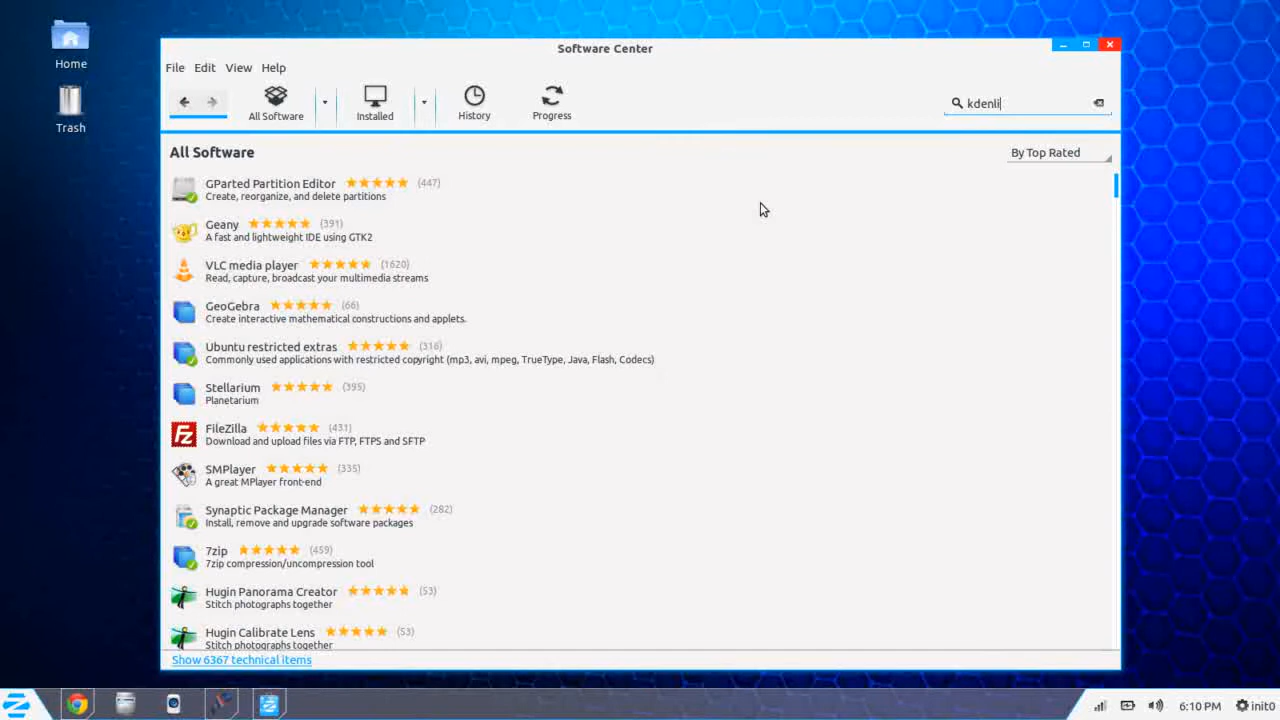 Home
Trash
Software Center
File Edit View Help
All Software Installed History Progress
kdenli
All Software
By Top Rated
GParted Partition Editor (447)
Create, reorganize, and delete partitions
Geany (391)
A fast and lightweight IDE using GTK2
VLC media player (1620)
Read, capture, broadcast your multimedia streams
GeoGebra (66)
Create interactive mathematical constructions and applets.
Ubuntu restricted extras (316)
Commonly used applications with restricted copyright (mp3, avi, mpeg, TrueType, Java, Flash, Codecs)
Stellarium (395)
Planetarium
FileZilla (431)
Download and upload files via FTP, FTPS and SFTP
SMPlayer (335)
A great MPlayer front-end
Synaptic Package Manager (282)
Install, remove and upgrade software packages
7zip (459)
7zip compression/uncompression tool
Hugin Panorama Creator (53)
Stitch photographs together
Hugin Calibrate Lens (53)
Stitch photographs together
Show 6367 technical items
6:10 PM init0